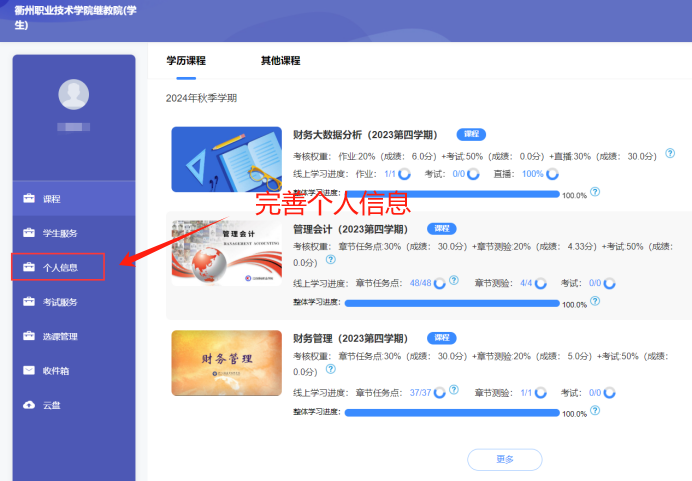 衢州职业技术学院继教院(学
生)
学历课程
其他课程
2024年秋季学期
课程
学生服务
个人信息
考试服务
选课管理
收件箱
云盘
完善个人信息
财务大数据分析（2023第四学期）
课程
考核权重： 作业:20%（成绩： 6.0分）+考试:50%（成绩： 0.0分）+直播:30%（成绩： 30.0分）
线上学习进度： 作业： 1/1 考试： 0/0 直播： 100%
整体学习进度： 100.0%
管理会计
MANAGEMENT ACCOUNTING
管理会计（2023第四学期）
课程
考核权重： 章节任务点:30%（成绩： 30.0分）+章节测验:20%（成绩： 4.33分）+考试:50%（成绩：
0.0分）
线上学习进度： 章节任务点： 48/48 章节测验： 4/4 考试： 0/0
整体学习进度： 100.0%
财务管理
财务管理（2023第四学期）
课程
考核权重： 章节任务点:30%（成绩： 30.0分）+章节测验:20%（成绩： 5.0分）+考试:50%（成绩：
0.0分）
线上学习进度： 章节任务点： 37/37 章节测验： 1/1 考试： 0/0
整体学习进度： 100.0%
更多